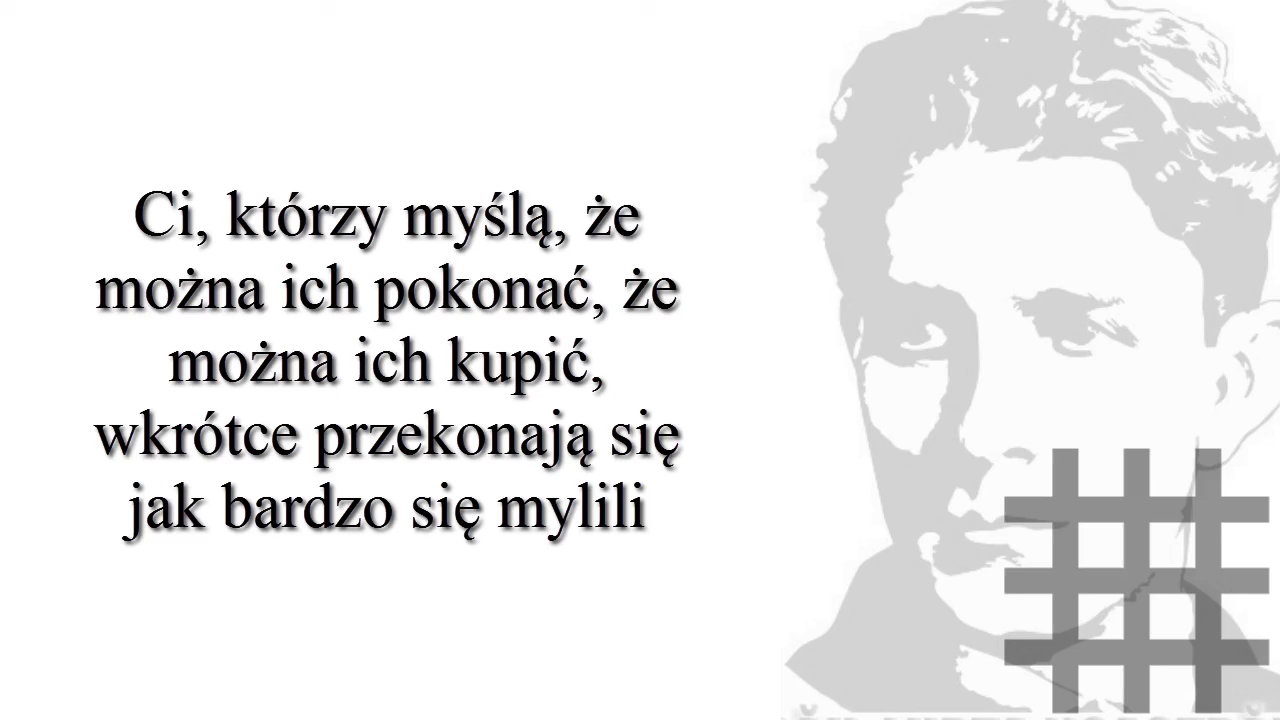 Ci, którzy myślą, że
można ich pokonać, że
można ich kupić,
wkrótce przekonają się
jak bardzo się mylili